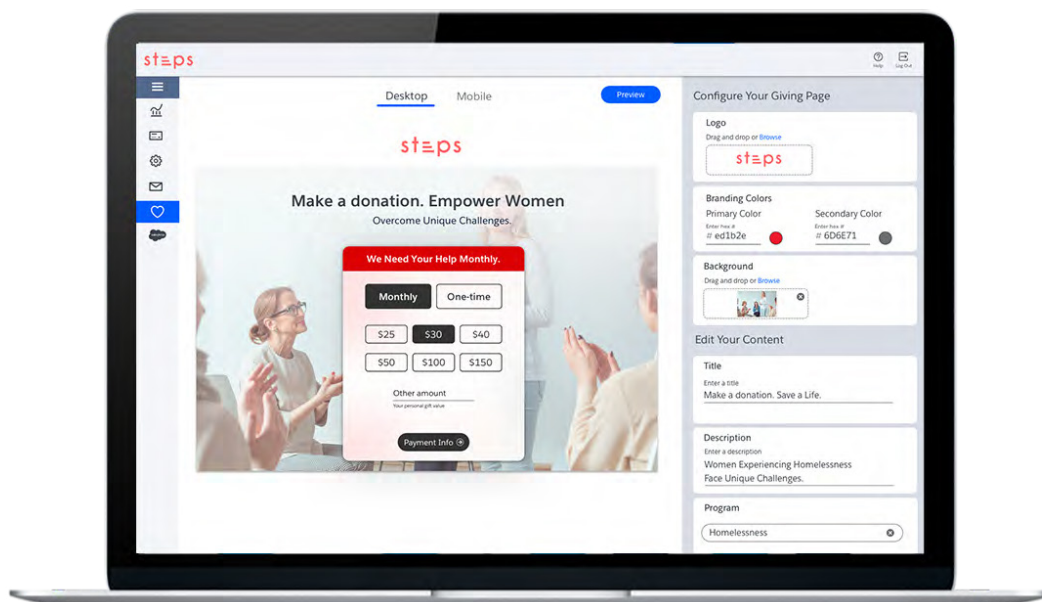 steps
Help
Log Out
Desktop
Mobile
Preview
steps
Make a donation. Empower Women
Overcome Unique Challenges.
We Need Your Help Monthly.
Monthly
One-time
$25
$30
$40
$50
$100
$150
Other amount
Your personal gift value
Payment Info
Configure Your Giving Page
Logo
Drag and drop or Browse
steps
Branding Colors
Primary Color
Secondary Color
Enter hex #
Enter hex #
# ed1b2e
# 6D6E71
Background
Drag and drop or Browse
Edit Your Content
Title
Enter a title
Make a donation. Save a Life.
Description
Enter a description
Women Experiencing Homelessness
Face Unique Challenges.
Program
Homelessness